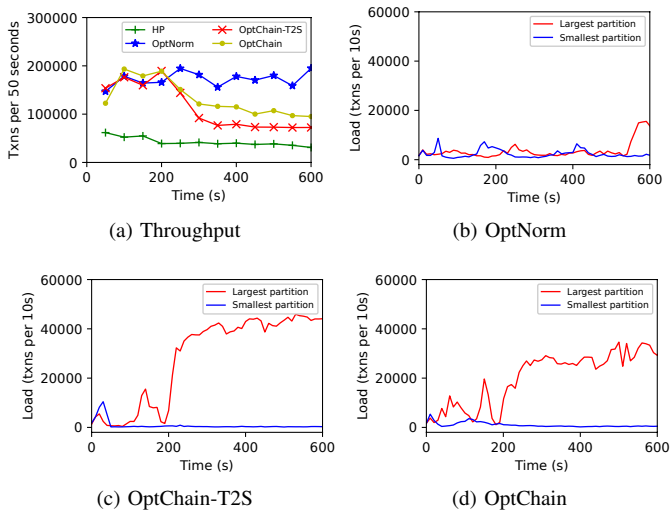 HP
OptNorm
OptChain-T2S
OptChain
Txns per 50 seconds
300000
200000
100000
0
0 200 400 600
Time (s)
(a) Throughput
Largest partition
Smallest partition
Load (txns per 10s)
60000
40000
20000
0
0 200 400 600
Time (s)
(b) OptNorm
Largest partition
Smallest partition
Load (txns per 10s)
60000
40000
20000
0
0 200 400 600
Time (s)
(c) OptChain-T2S
Largest partition
Smallest partition
Load (txns per 10s)
60000
40000
20000
0
0 200 400 600
Time (s)
(d) OptChain